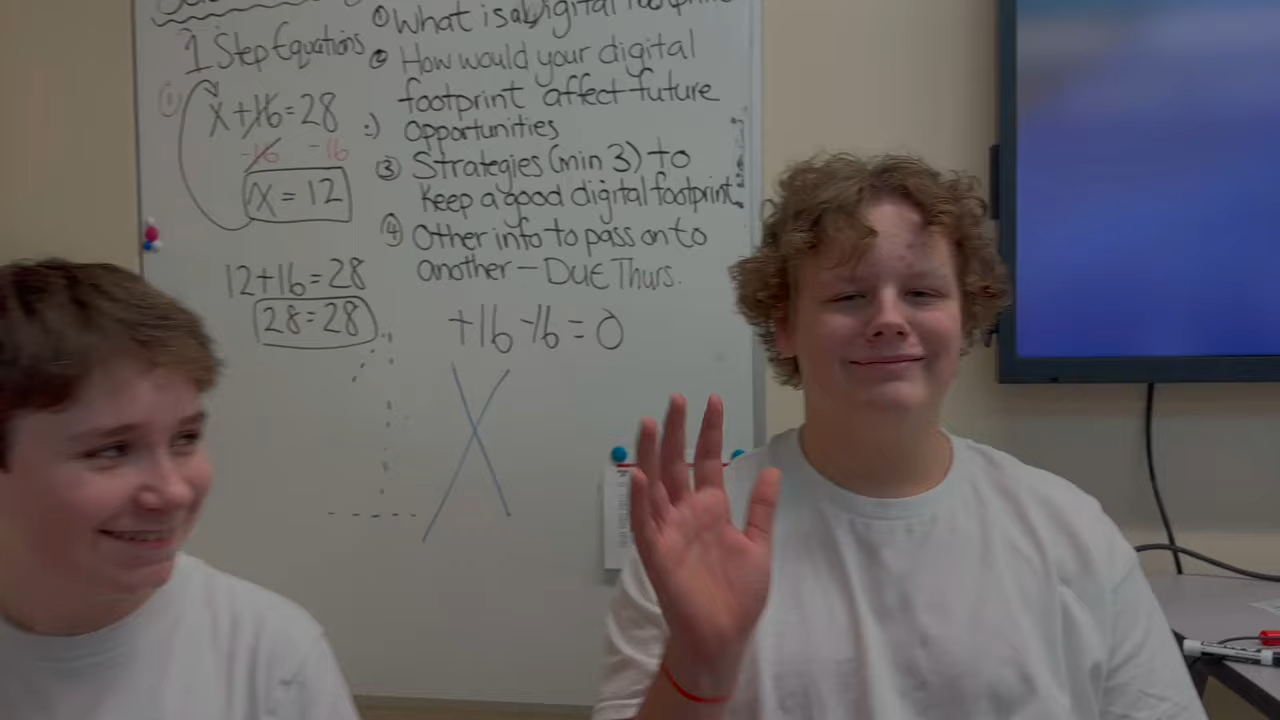 1 Step Equations
① x+16=28
-16 -16
x = 12
12+16=28
28=28
① What is a digital footprint
② How would your digital
footprint affect future
opportunities
③ Strategies (min 3) to
Keep a good digital footprint.
④ Other info to pass on to
another – Due Thurs.
+16-16=0
X